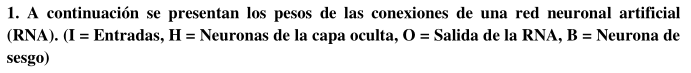 1. A continuación se presentan los pesos de las conexiones de una red neuronal artificial
(RNA). (I = Entradas, H = Neuronas de la capa oculta, O = Salida de la RNA, B = Neurona de
sesgo)